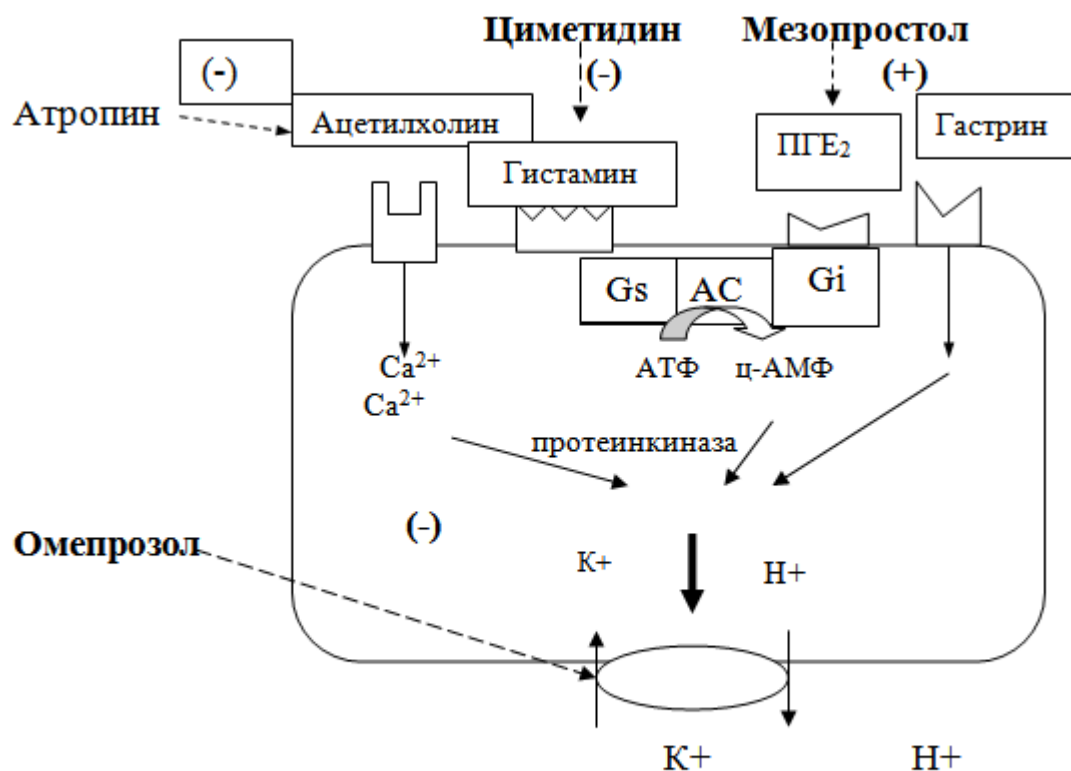 Циметидин
Мезопростол
(-)
(-)
(+)
Атропин
Ацетилхолин
Гистамин
ПГЕ₂
Гастрин
Gs
AC
Gi
АТФ
ц-АМФ
Ca²⁺
Ca²⁺
протеинкиназа
(-)
Омепрозол
К+
Н+
К+
Н+